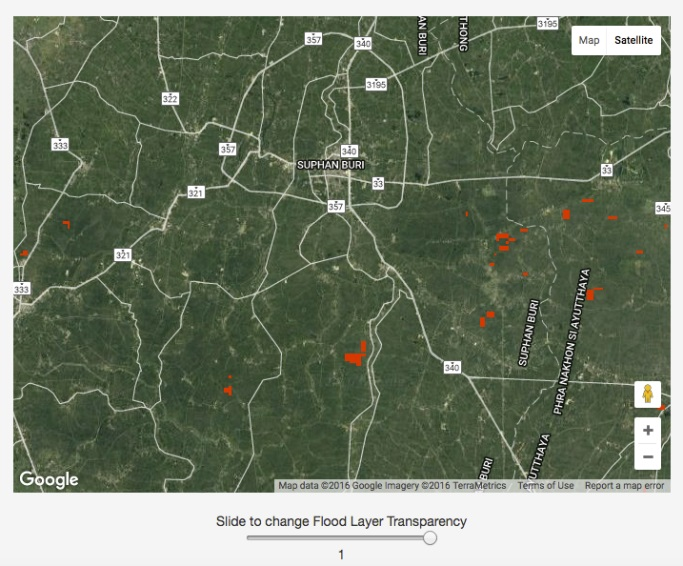 AN BURI
THONG
3195
357
340
Map
Satellite
3195
322
333
357
340
SUPHAN BURI
33
33
321
357
345
321
333
SUPHAN BURI
PHRA NAKHON SI AYUTTHAYA
340
BURI
UTTHAYA
+
−
Google
Map data ©2016 Google Imagery ©2016 TerraMetrics
Terms of Use
Report a map error
Slide to change Flood Layer Transparency
1